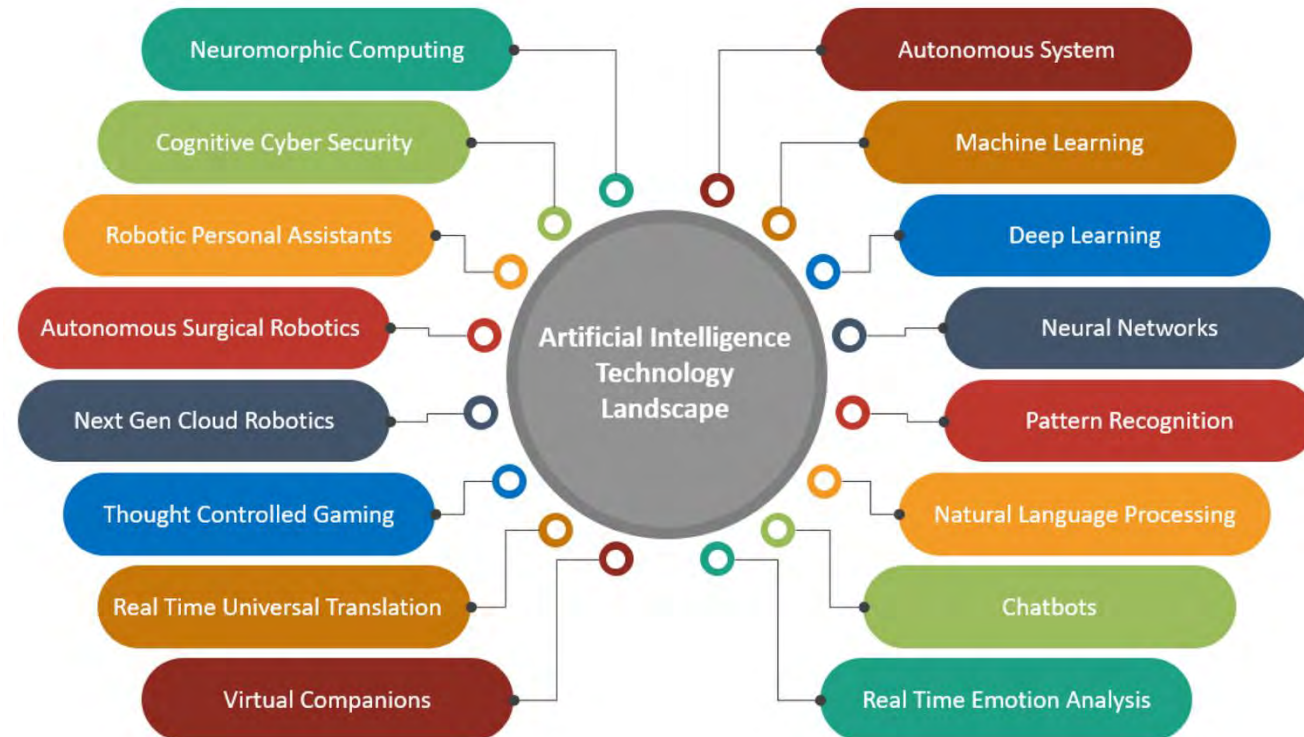 Neuromorphic Computing
Autonomous System
Cognitive Cyber Security
Machine Learning
Robotic Personal Assistants
Deep Learning
Autonomous Surgical Robotics
Neural Networks
Artificial Intelligence
Technology
Landscape
Next Gen Cloud Robotics
Pattern Recognition
Thought Controlled Gaming
Natural Language Processing
Real Time Universal Translation
Chatbots
Virtual Companions
Real Time Emotion Analysis